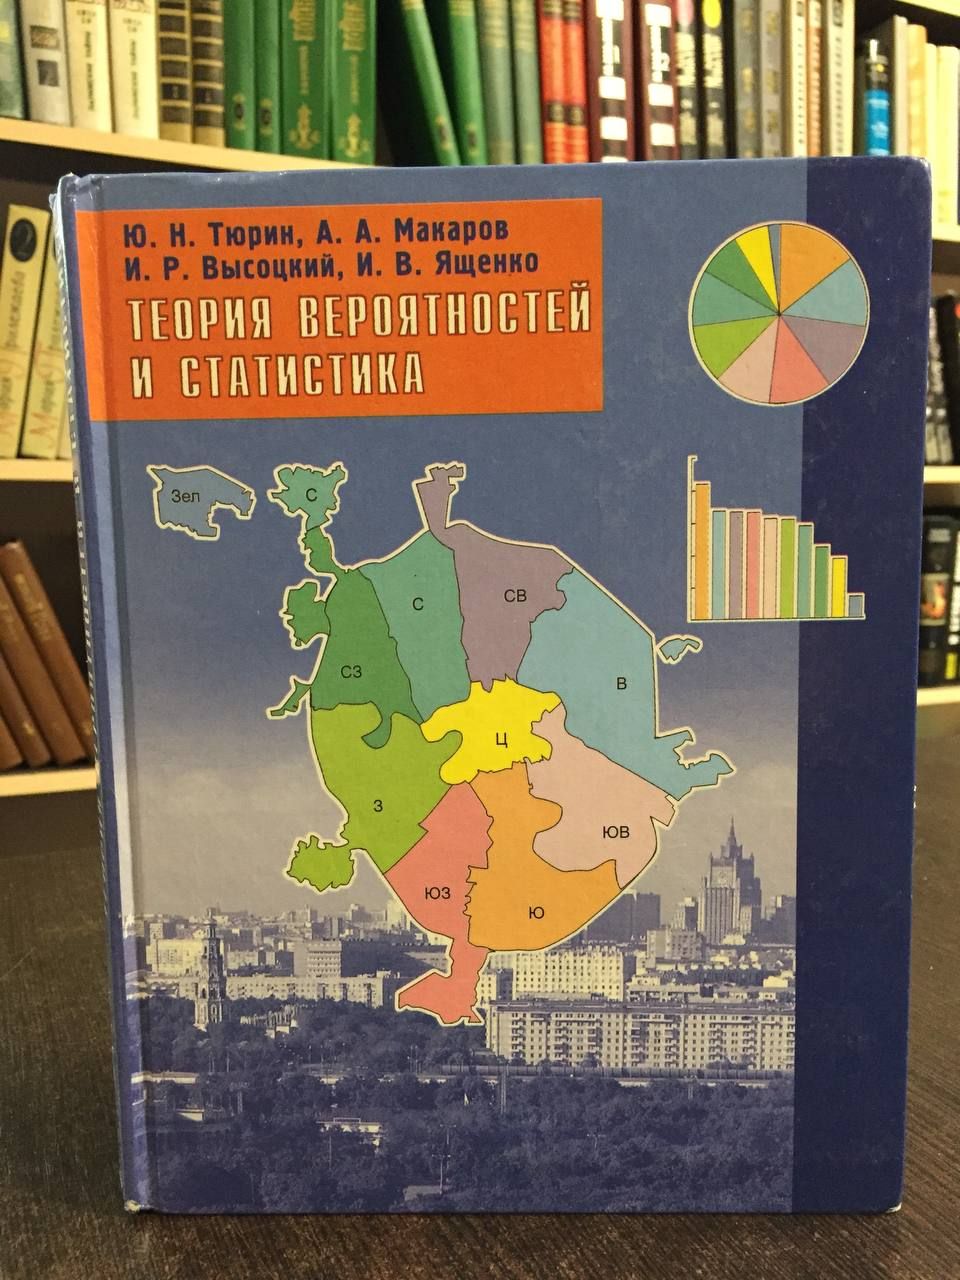 Ю. Н. Тюрин, А. А. Макаров
И. Р. Высоцкий, И. В. Ященко
ТЕОРИЯ ВЕРОЯТНОСТЕЙ
И СТАТИСТИКА
Зел
С
С
СВ
СЗ
В
Ц
З
ЮВ
ЮЗ
Ю